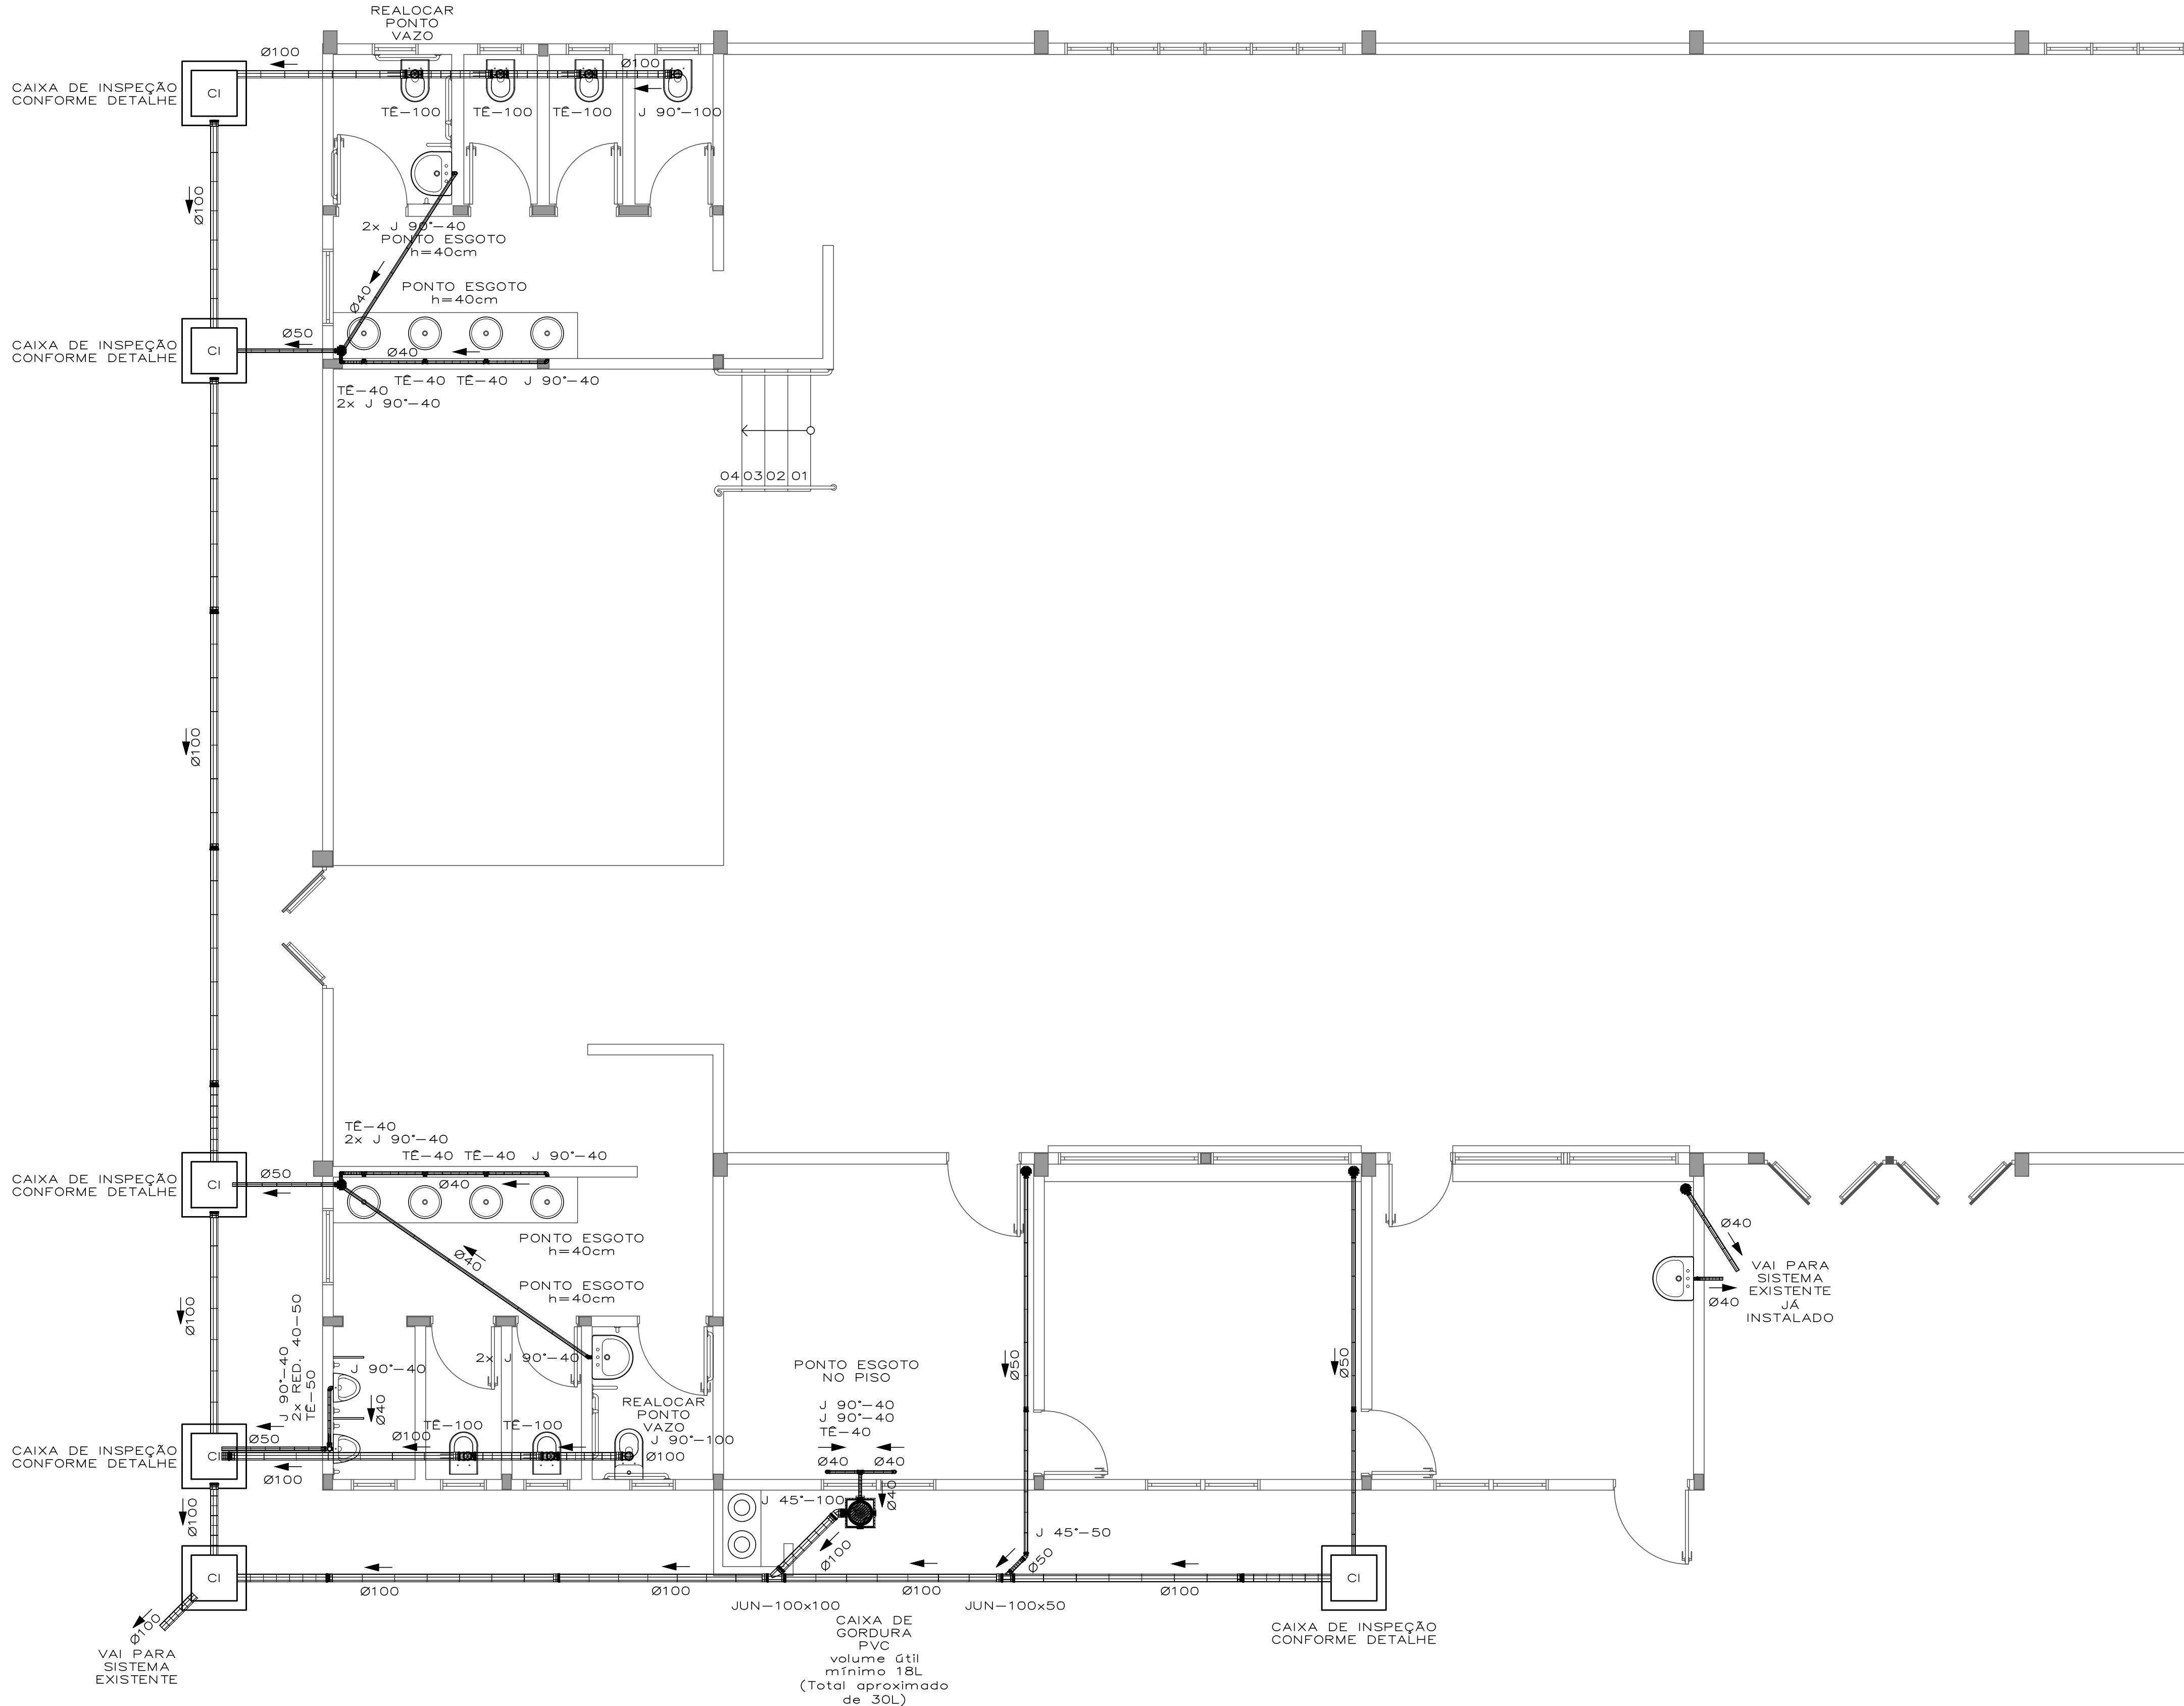 REALOCAR
PONTO
VAZO
Ø100
Ø100
CAIXA DE INSPEÇÃO
CONFORME DETALHE
CI
TÊ-100
TÊ-100
TÊ-100
J 90°-100
Ø100
2x J 90°-40
PONTO ESGOTO
h=40cm
Ø40
PONTO ESGOTO
h=40cm
Ø50
CAIXA DE INSPEÇÃO
CONFORME DETALHE
CI
Ø40
TÊ-40
TÊ-40
J 90°-40
TÊ-40
2x J 90°-40
04
03
02
01
Ø100
TÊ-40
2x J 90°-40
TÊ-40
TÊ-40
J 90°-40
Ø50
CAIXA DE INSPEÇÃO
CONFORME DETALHE
CI
Ø40
PONTO ESGOTO
h=40cm
Ø40
PONTO ESGOTO
h=40cm
Ø40
VAI PARA
SISTEMA
EXISTENTE
JÁ
INSTALADO
Ø40
Ø100
J 90°-40
2x RED. 40-50
TÊ-50
J 90°-40
2x J 90°-40
Ø40
PONTO ESGOTO
NO PISO
Ø50
Ø50
REALOCAR
PONTO
VAZO
J 90°-100
J 90°-40
J 90°-40
TÊ-40
TÊ-100
TÊ-100
Ø50
Ø100
Ø100
CAIXA DE INSPEÇÃO
CONFORME DETALHE
CI
Ø100
Ø40
Ø40
Ø40
J 45°-100
Ø100
J 45°-50
Ø100
Ø50
CI
CI
Ø100
Ø100
Ø100
Ø100
JUN-100x100
JUN-100x50
Ø100
VAI PARA
SISTEMA
EXISTENTE
CAIXA DE
GORDURA
PVC
volume útil
mínimo 18L
(Total aproximado
de 30L)
CAIXA DE INSPEÇÃO
CONFORME DETALHE